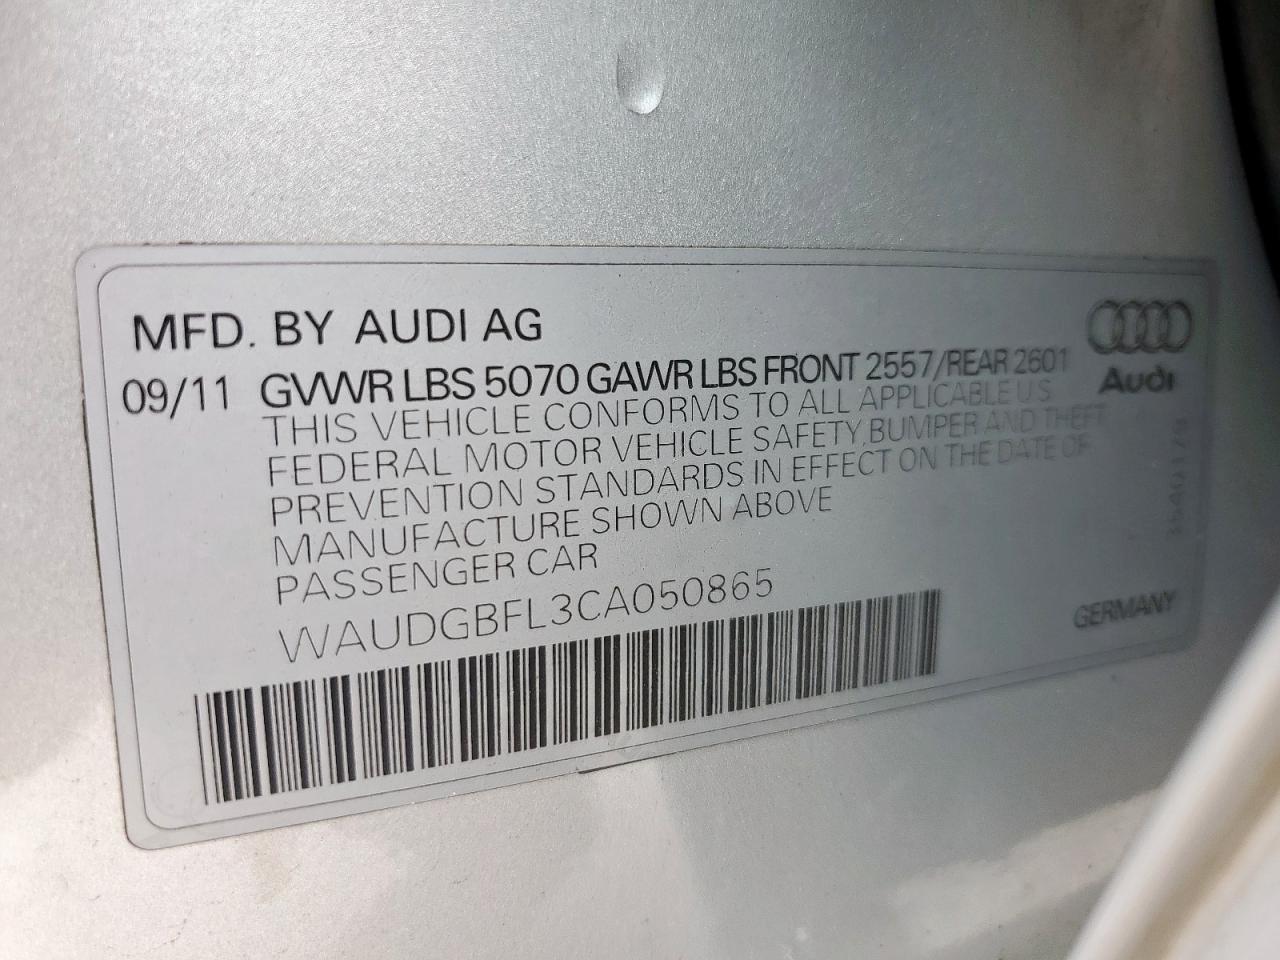 MFD. BY AUDI AG
09/11 GVWR LBS 5070 GAWR LBS FRONT 2557/REAR 2601
Audi
THIS VEHICLE CONFORMS TO ALL APPLICABLE US
FEDERAL MOTOR VEHICLE SAFETY, BUMPER AND THEFT
PREVENTION STANDARDS IN EFFECT ON THE DATE OF
MANUFACTURE SHOWN ABOVE
PASSENGER CAR
WAUDGBFL3CA050865
GERMANY